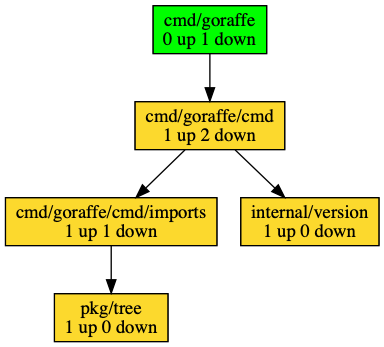 cmd/goraffe
0 up 1 down
cmd/goraffe/cmd
1 up 2 down
cmd/goraffe/cmd/imports
1 up 1 down
internal/version
1 up 0 down
pkg/tree
1 up 0 down